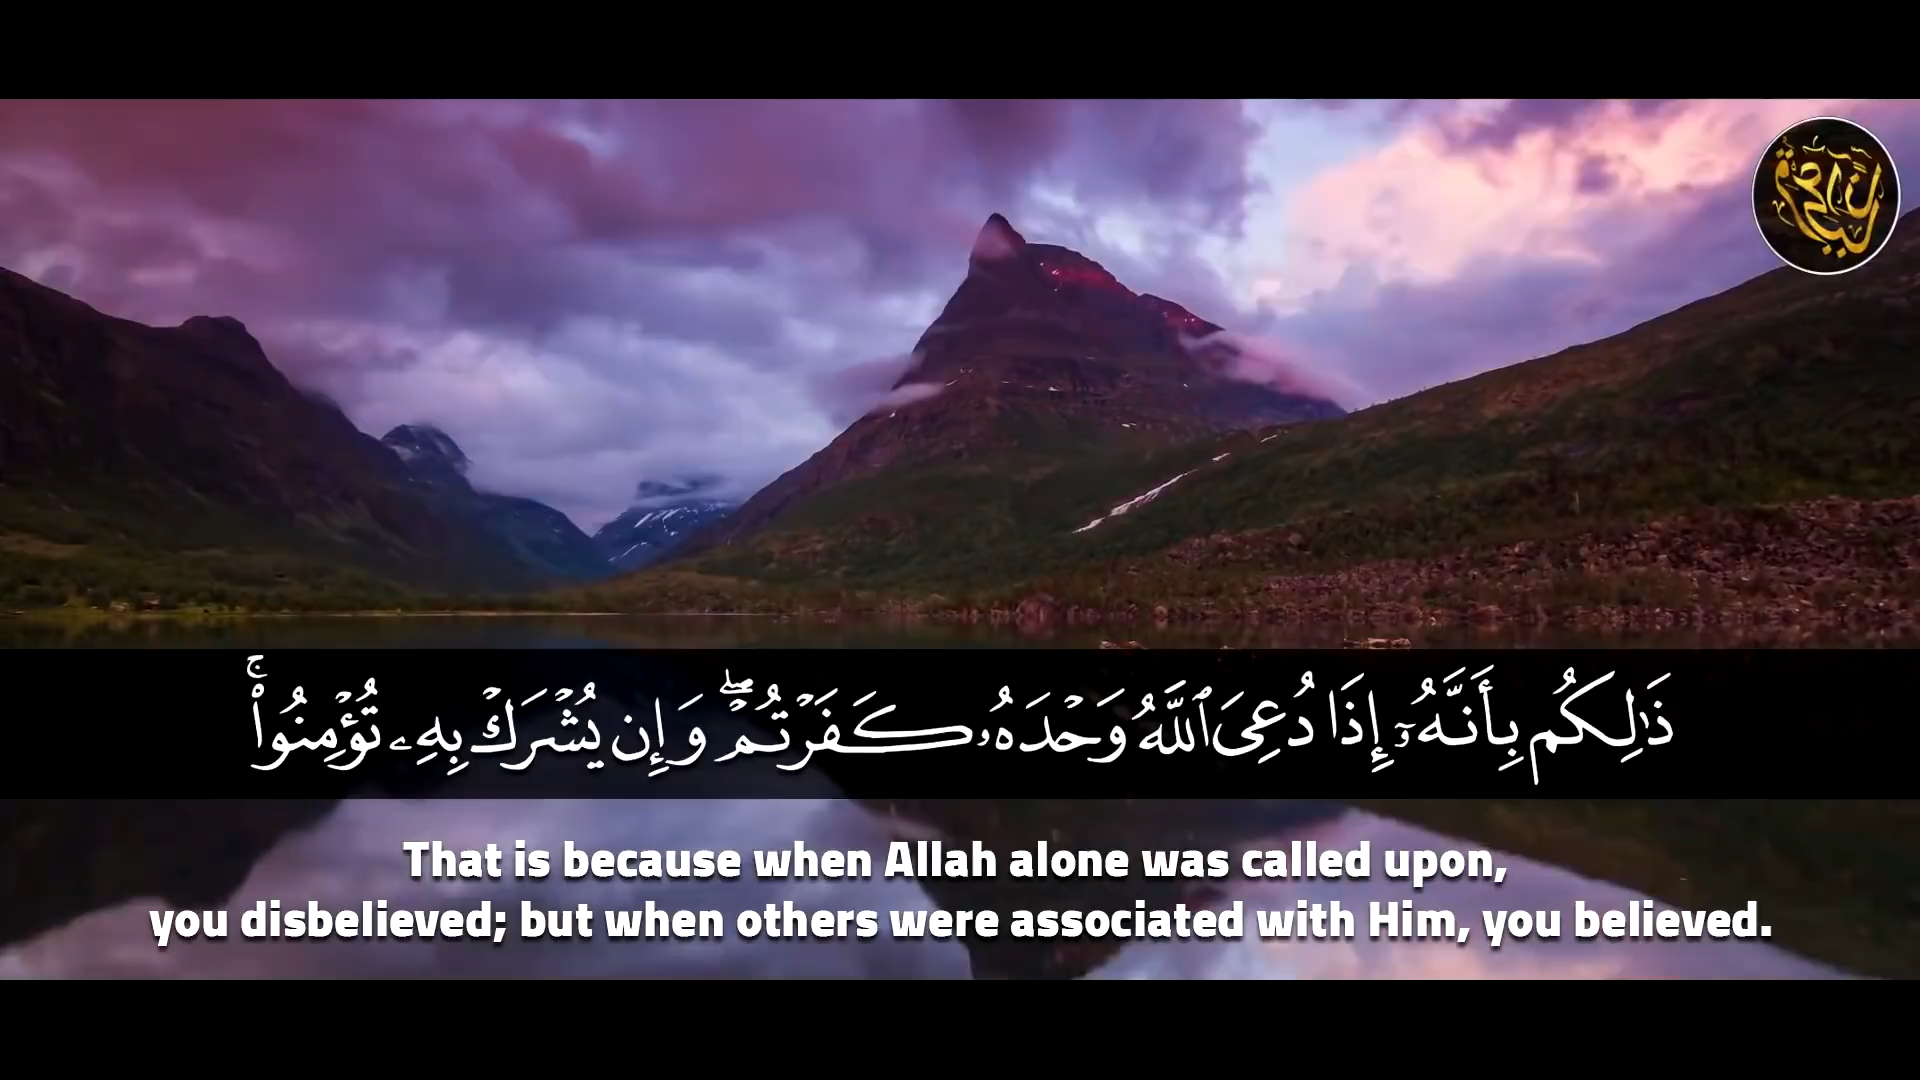 ذَٰلِكُم بِأَنَّهُۥٓ إِذَا دُعِىَ ٱللَّهُ وَحْدَهُۥ كَفَرْتُمْ ۖ وَإِن يُشْرَكْ بِهِۦ تُؤْمِنُوا۟ ۚ
That is because when Allah alone was called upon,
you disbelieved; but when others were associated with Him, you believed.